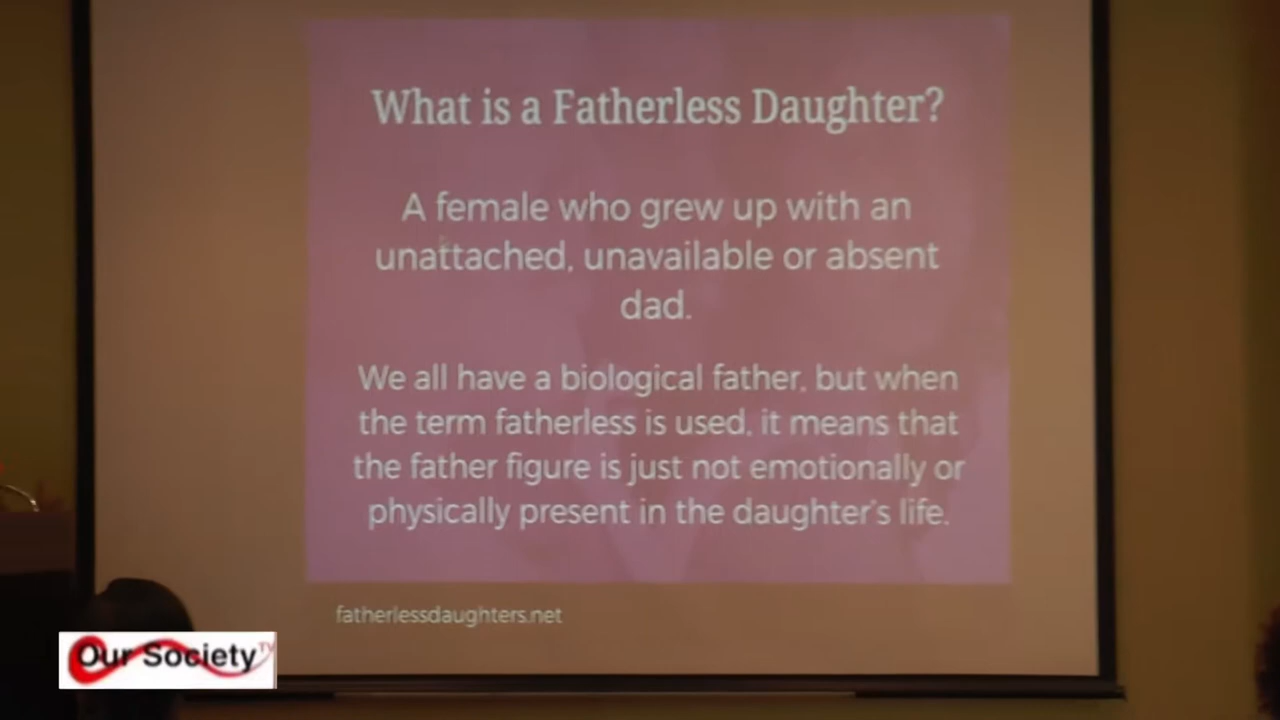 What is a Fatherless Daughter?
A female who grew up with an
unattached, unavailable or absent
dad.
We all have a biological father, but when
the term fatherless is used, it means that
the father figure is just not emotionally or
physically present in the daughter's life.
fatherlessdaughters.net
Our Society TV